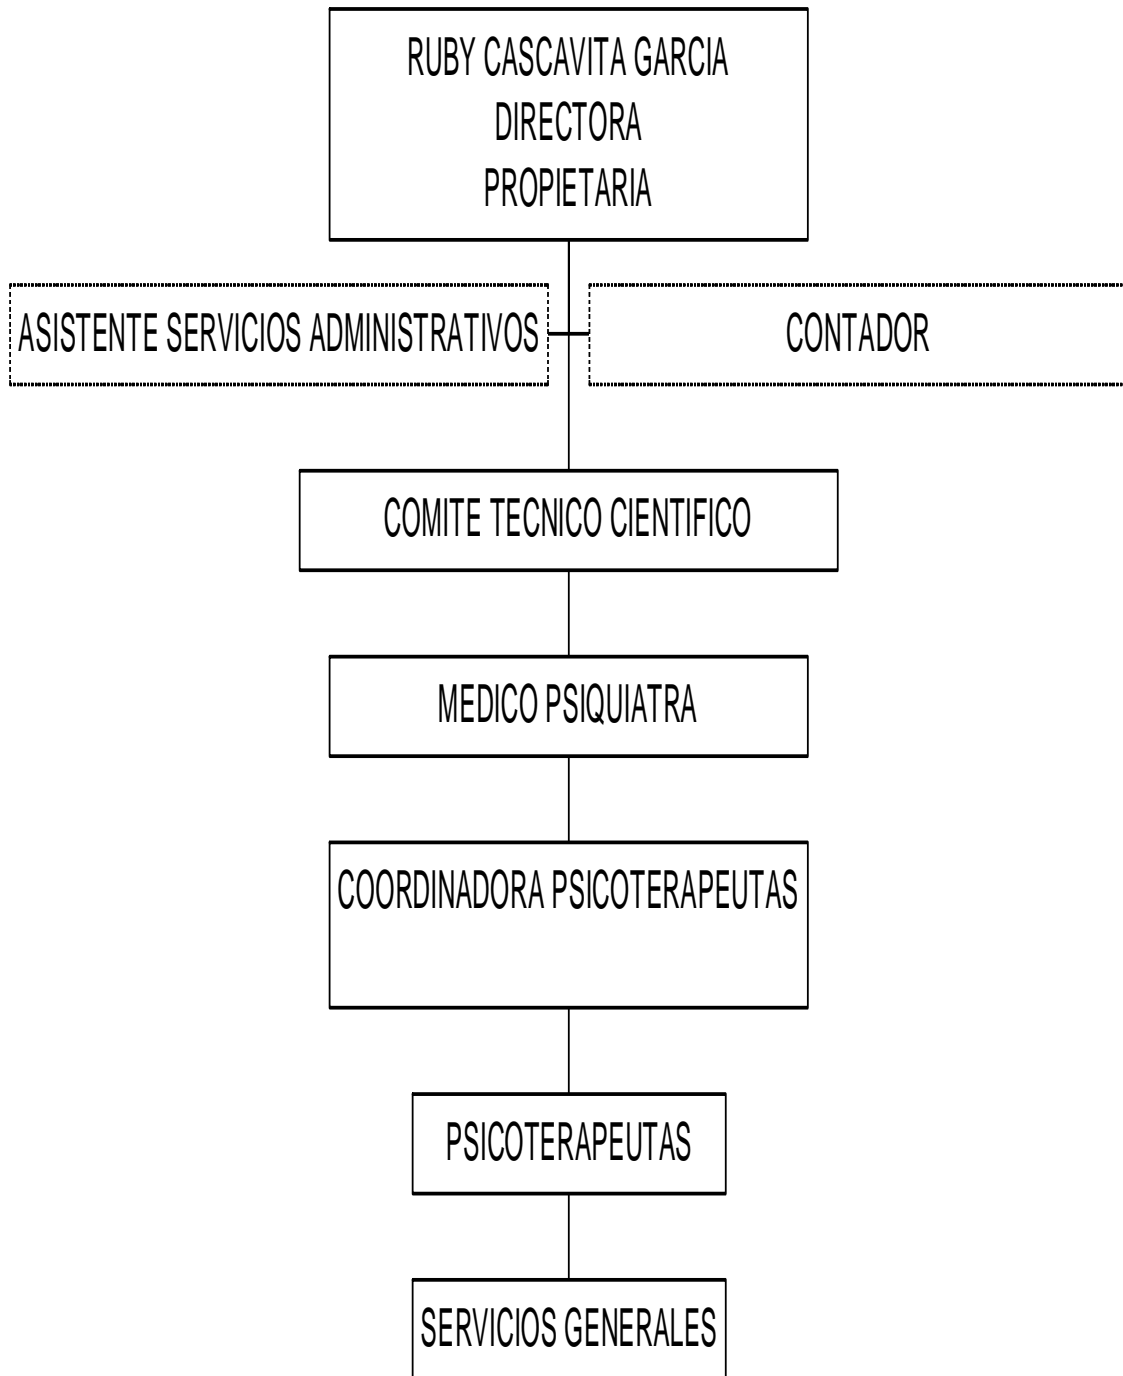 RUBY CASCAVITA GARCIA
DIRECTORA
PROPIETARIA
ASISTENTE SERVICIOS ADMINISTRATIVOS
CONTADOR
COMITE TECNICO CIENTIFICO
MEDICO PSIQUIATRA
COORDINADORA PSICOTERAPEUTAS
PSICOTERAPEUTAS
SERVICIOS GENERALES